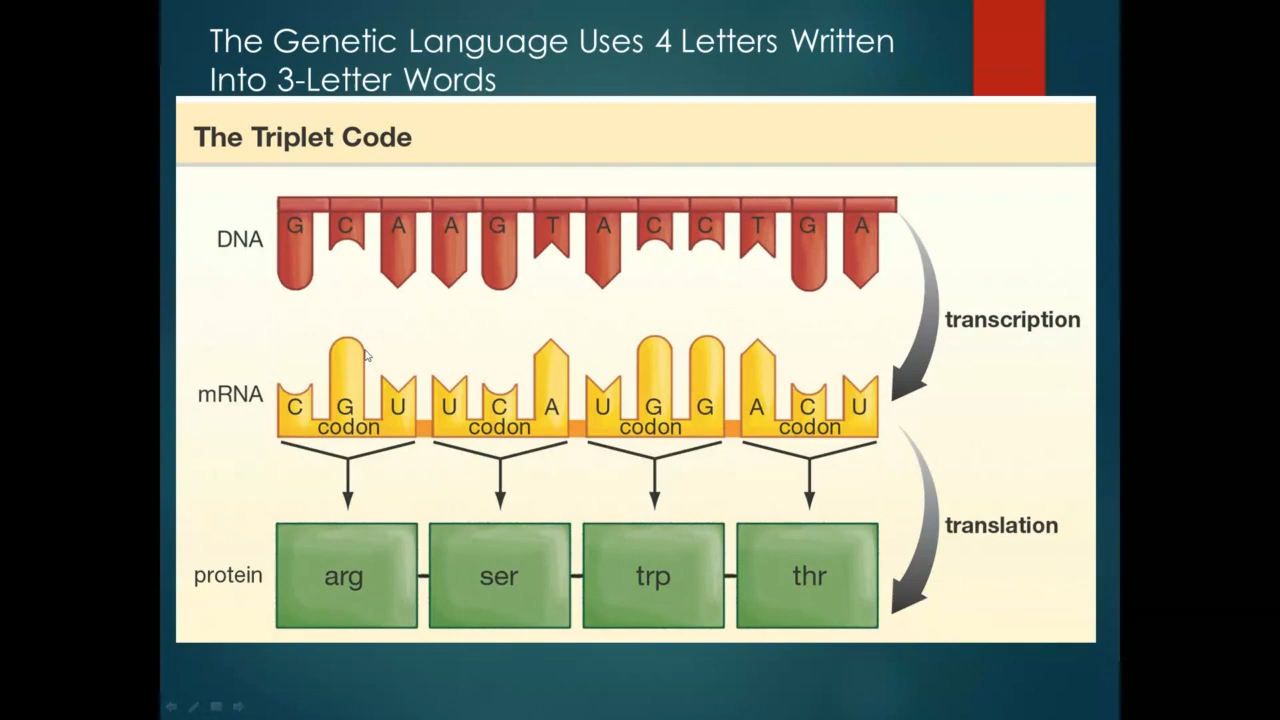 The Genetic Language Uses 4 Letters Written
Into 3-Letter Words
The Triplet Code
DNA
G C A A G T A C C T G A
transcription
mRNA
C G U U C A U G G A C U
codon codon codon codon
translation
protein
arg ser trp thr